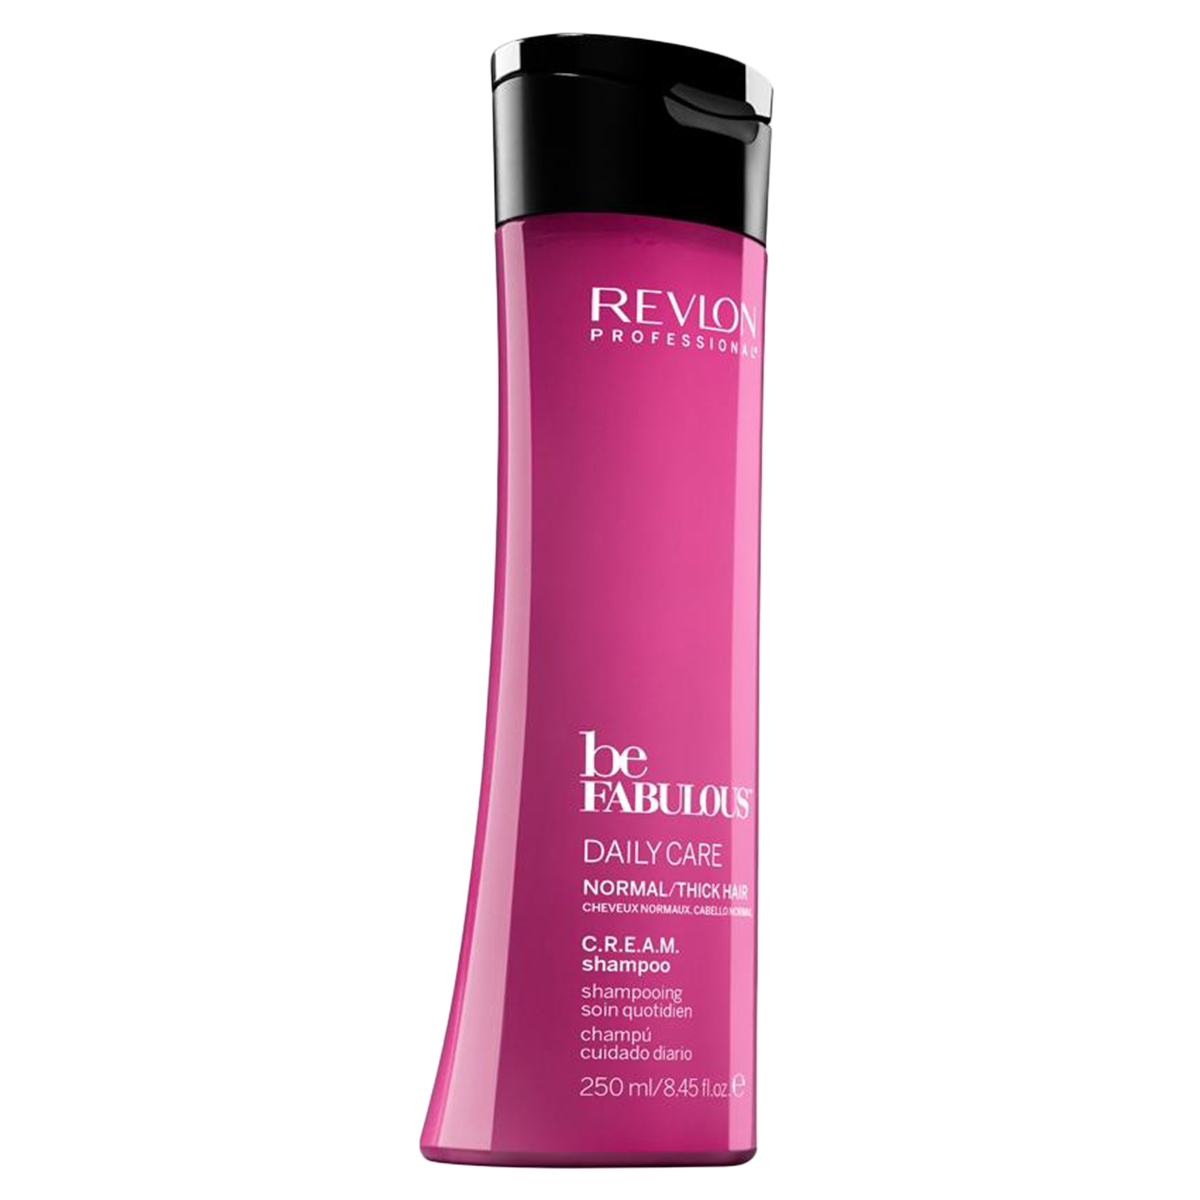 REVLON
PROFESSIONAL®
be
FABULOUS™
DAILY CARE
NORMAL/THICK HAIR
CHEVEUX NORMAUX. CABELLO NORMAL
C.R.E.A.M.
shampoo
shampooing
soin quotidien
champú
cuidado diario
250 ml/8.45 fl.oz. ℮